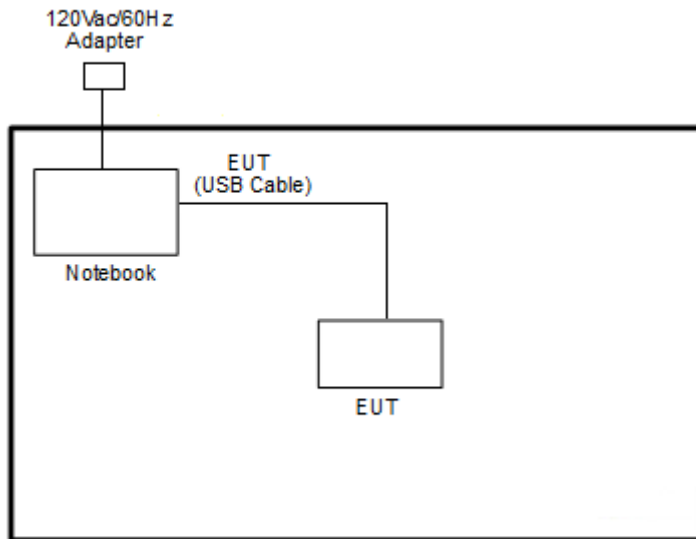 120Vac/60Hz
Adapter
EUT
(USB Cable)
Notebook
EUT